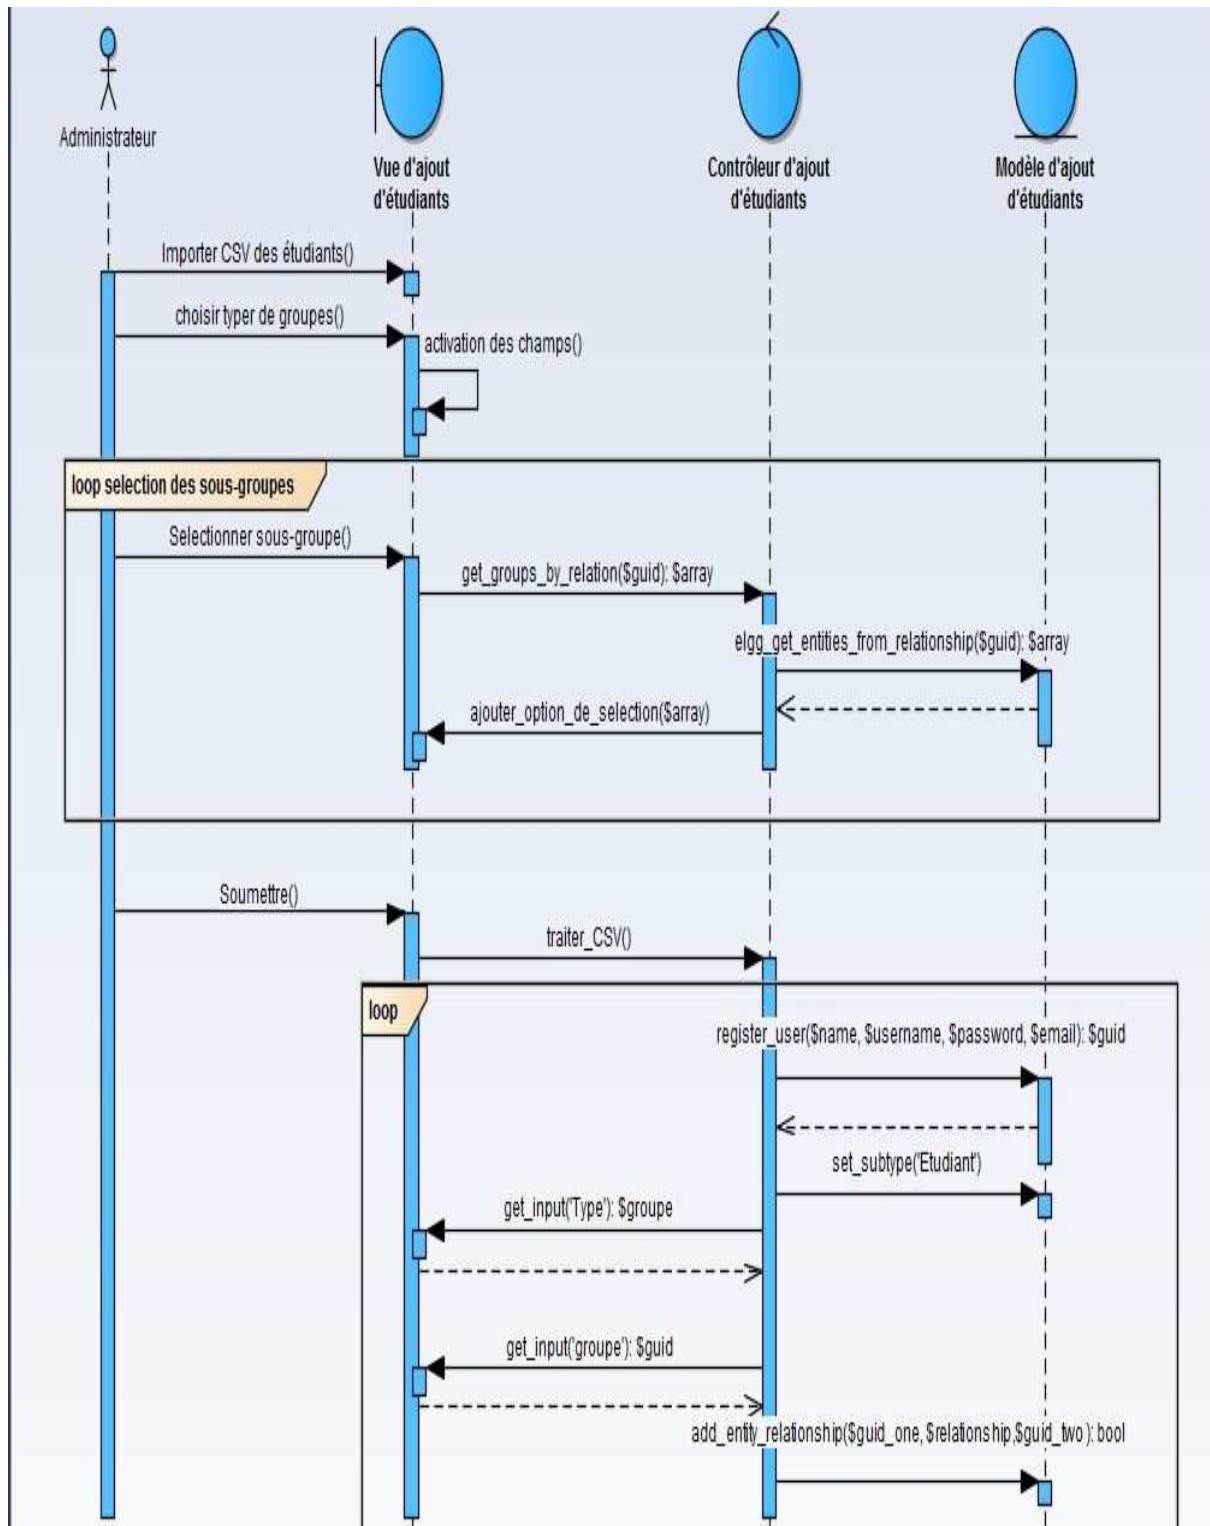 Administrateur
Vue d'ajout
d'étudiants
Contrôleur d'ajout
d'étudiants
Modèle d'ajout
d'étudiants
Importer CSV des étudiants()
choisir typer de groupes()
activation des champs()
loop selection des sous-groupes
Selectionner sous-groupe()
get_groups_by_relation($guid): $array
elgg_get_entities_from_relationship($guid): $array
ajouter_option_de_selection($array)
Soumettre()
traiter_CSV()
loop
register_user($name, $username, $password, $email): $guid
set_subtype('Etudiant')
get_input('Type'): $groupe
get_input('groupe'): $guid
add_entity_relationship($guid_one, $relationship,$guid_two ): bool